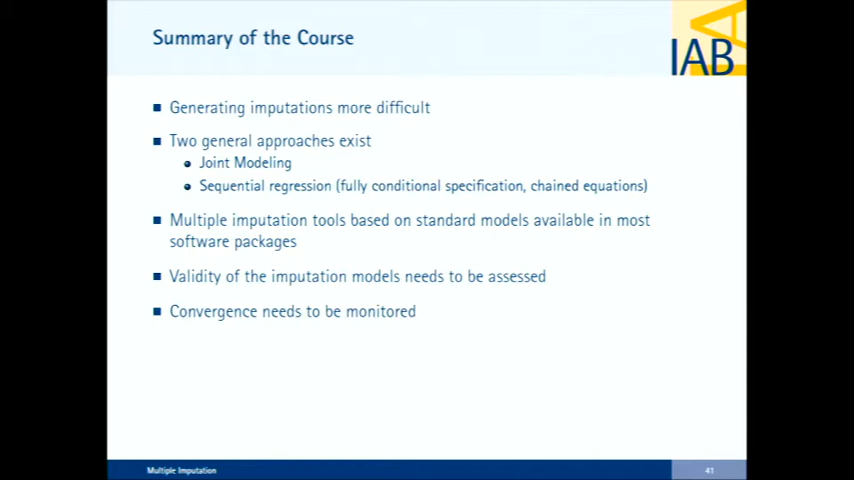 Summary of the Course
IAB
Generating imputations more difficult
Two general approaches exist
Joint Modeling
Sequential regression (fully conditional specification, chained equations)
Multiple imputation tools based on standard models available in most
software packages
Validity of the imputation models needs to be assessed
Convergence needs to be monitored
Multiple Imputation
41